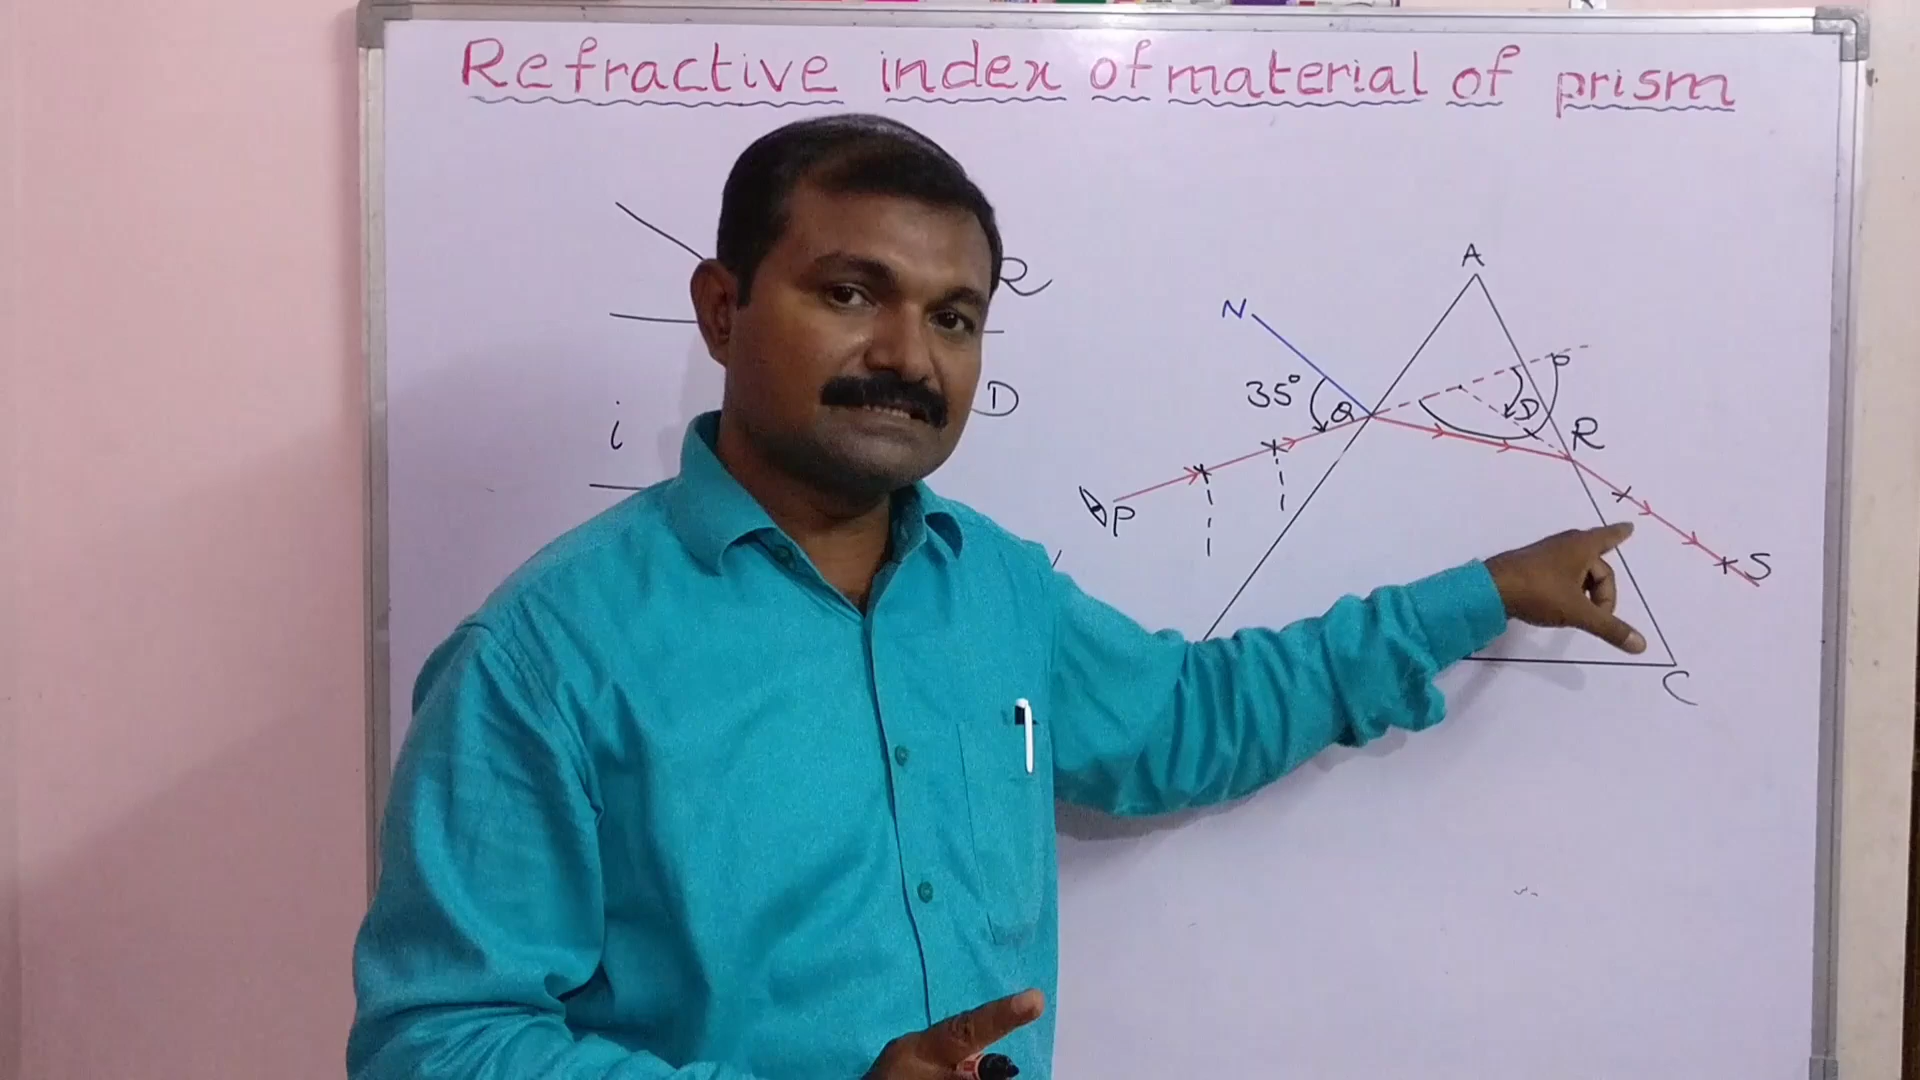 Refractive index of material of prism
A
R
N
35°
Q
D
D
R
i
P
S
C